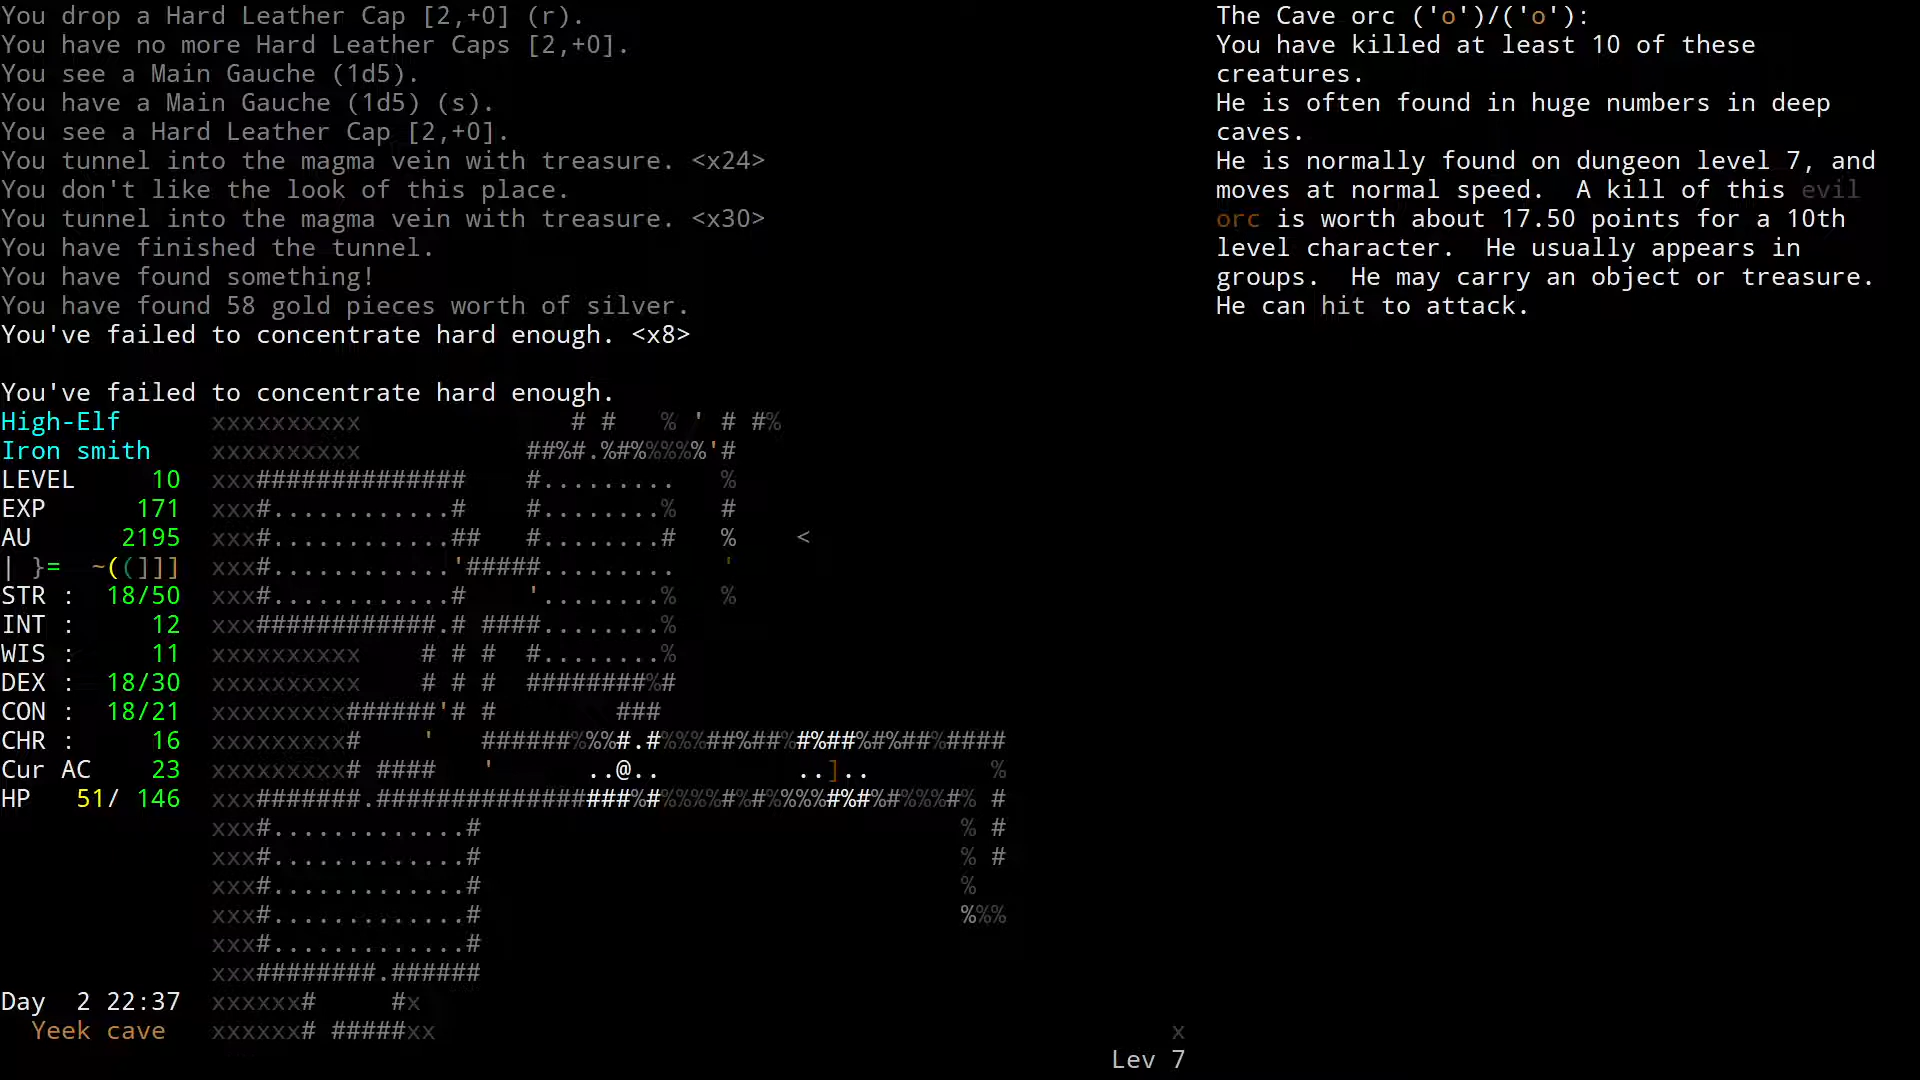 You drop a Hard Leather Cap [2,+0] (r).
You have no more Hard Leather Caps [2,+0].
You see a Main Gauche (1d5).
You have a Main Gauche (1d5) (s).
You see a Hard Leather Cap [2,+0].
You tunnel into the magma vein with treasure. <x24>
You don't like the look of this place.
You tunnel into the magma vein with treasure. <x30>
You have finished the tunnel.
You have found something!
You have found 58 gold pieces worth of silver.
You've failed to concentrate hard enough. <x8>
You've failed to concentrate hard enough.
High-Elf
Iron smith
LEVEL 10
EXP 171
AU 2195
| }= ~((]]]
STR : 18/50
INT : 12
WIS : 11
DEX : 18/30
CON : 18/21
CHR : 16
Cur AC 23
HP 51/ 146
Day 2 22:37
Yeek cave
Lev 7
The Cave orc ('o')/('o'):
You have killed at least 10 of these
creatures.
He is often found in huge numbers in deep
caves.
He is normally found on dungeon level 7, and
moves at normal speed. A kill of this evil
orc is worth about 17.50 points for a 10th
level character. He usually appears in
groups. He may carry an object or treasure.
He can hit to attack.